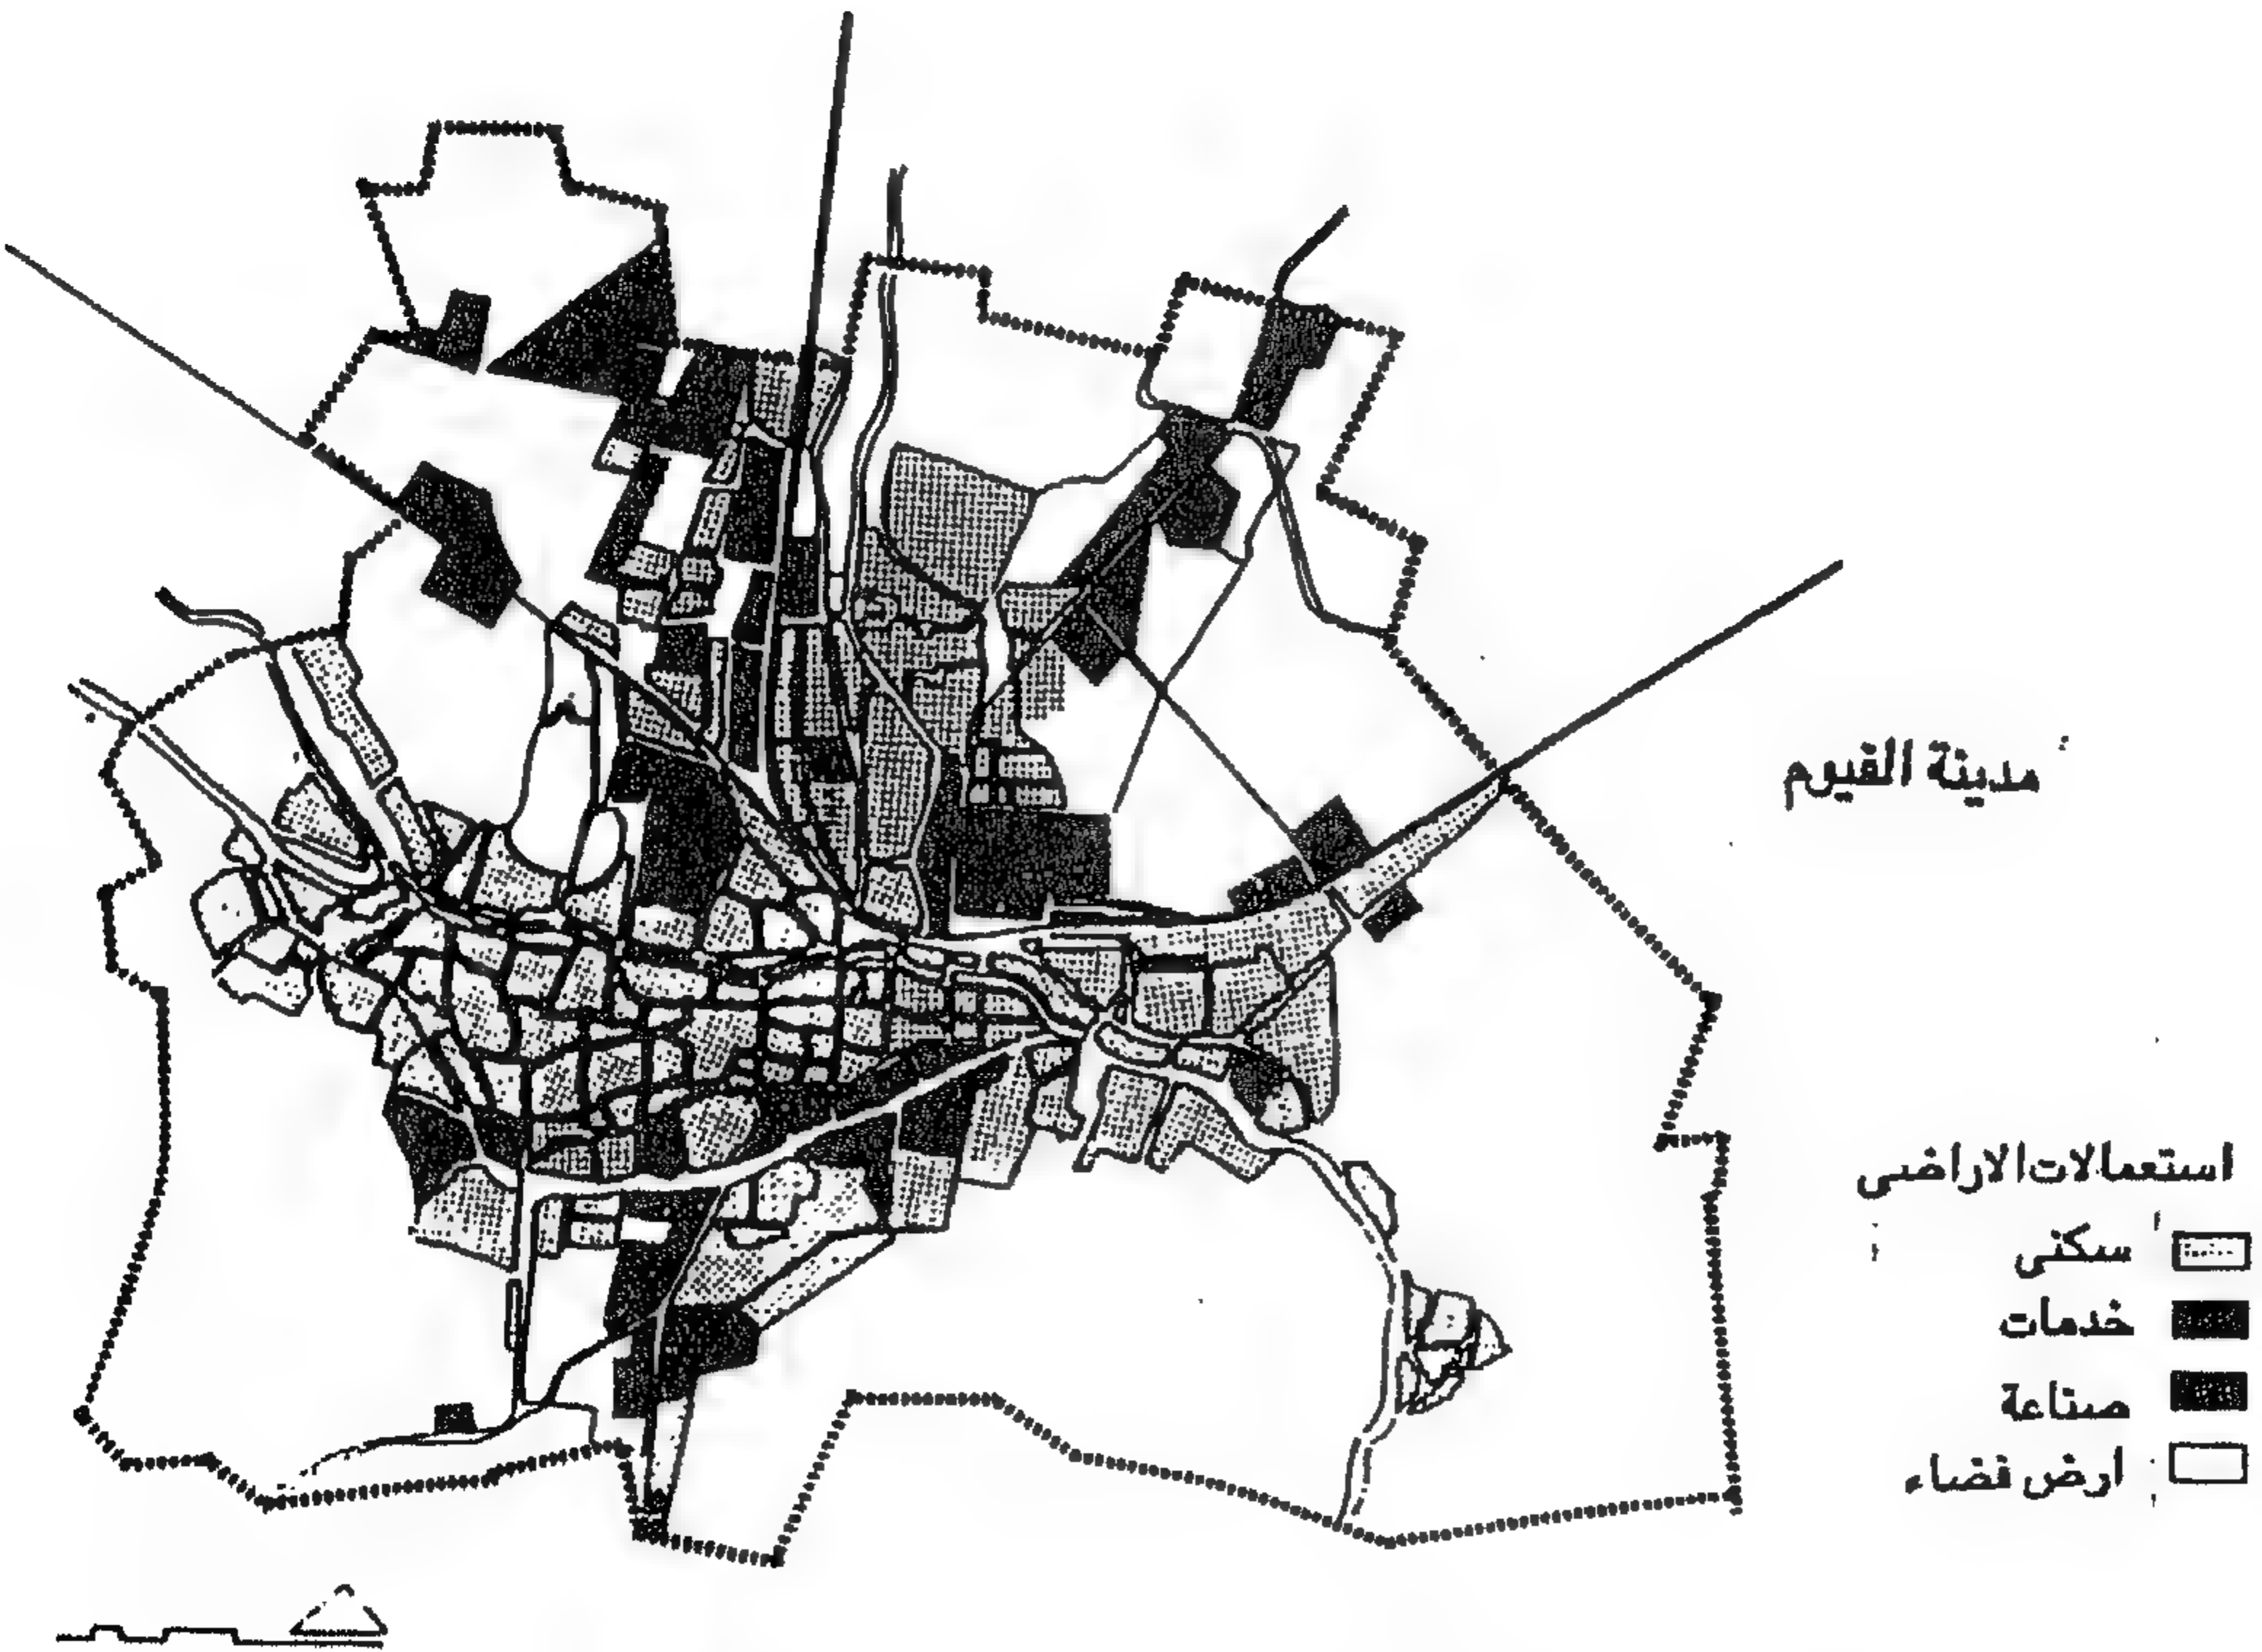 مدينة الفيوم
استعمالات الاراضى
سكنى
خدمات
صناعة
ارض فضاء